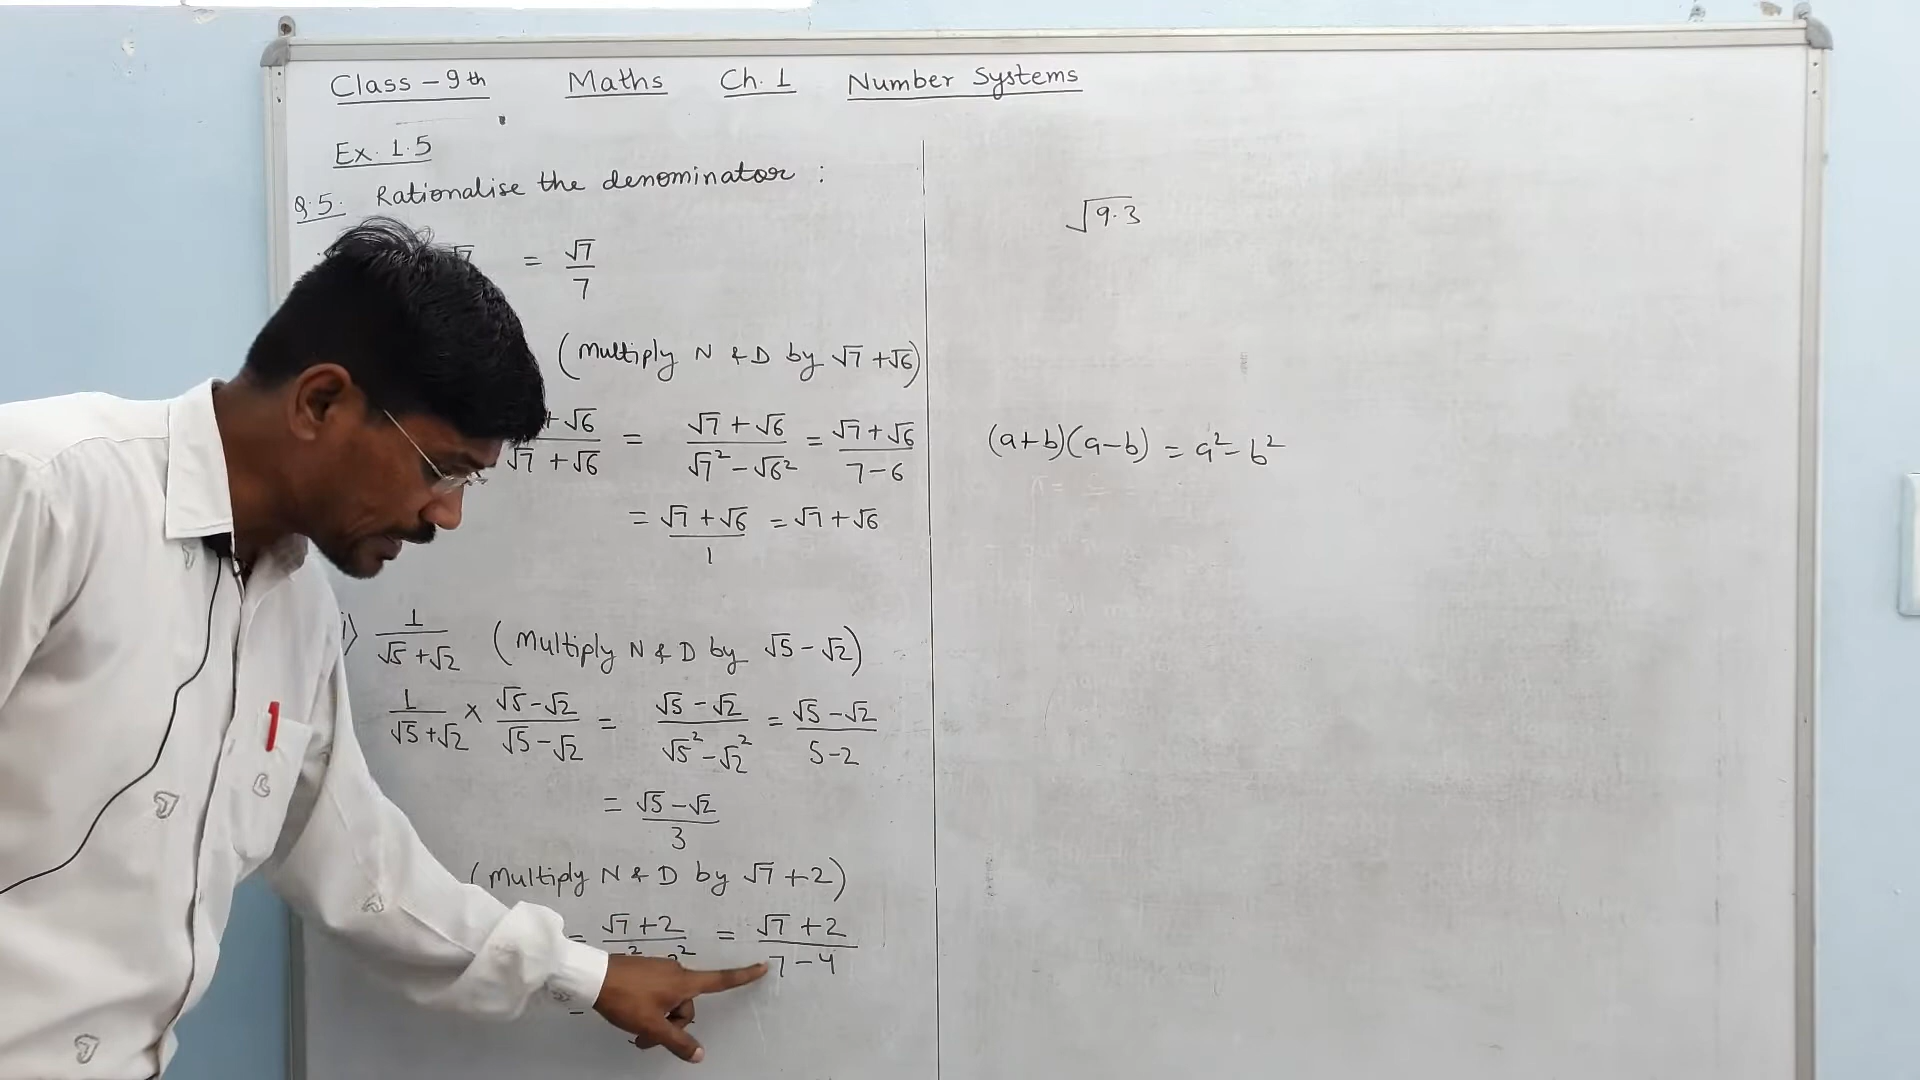 Class - 9th Maths Ch. 1 Number Systems
Ex. 1.5
Q.5. Rationalise the denominator :
= √7/7
(Multiply N & D by √7 + √6)
+ √6/√7 + √6 = √7 + √6/√7² - √6² = √7 + √6/7 - 6
= √7 + √6/1 = √7 + √6
i) 1/√5 + √2 (Multiply N & D by √5 - √2)
1/√5 + √2 × √5 - √2/√5 - √2 = √5 - √2/√5² - √2² = √5 - √2/5 - 2
= √5 - √2/3
(Multiply N & D by √7 + 2)
= √7 + 2 = √7 + 2/7 - 4
=
√9.3
(a+b)(a-b) = a² - b²